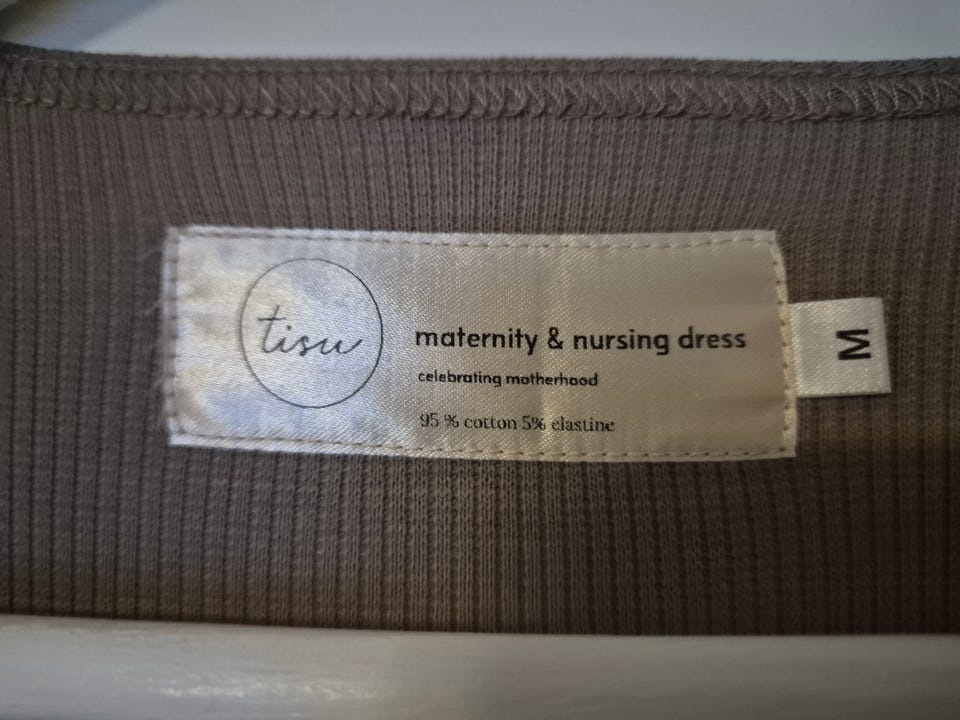 tisu
maternity & nursing dress
celebrating motherhood
95 % cotton 5% elastine
M